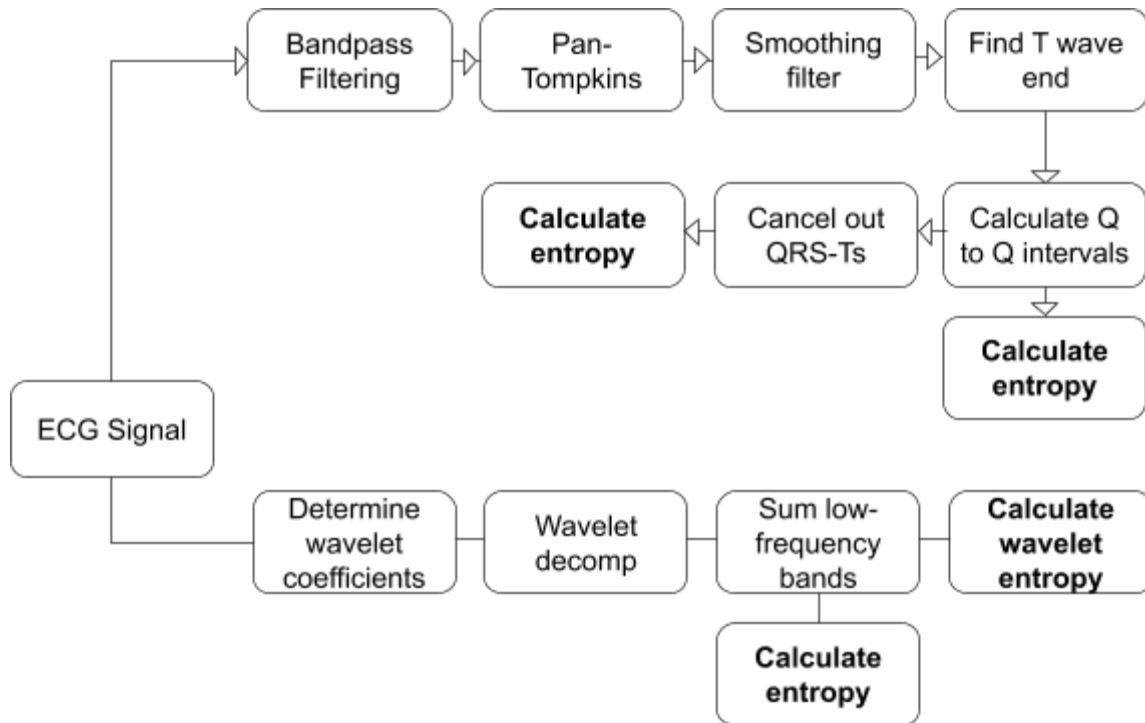 Bandpass
Filtering
Pan-
Tompkins
Smoothing
filter
Find T wave
end
Calculate
entropy
Cancel out
QRS-Ts
Calculate Q
to Q intervals
Calculate
entropy
ECG Signal
Determine
wavelet
coefficients
Wavelet
decomp
Sum low-
frequency
bands
Calculate
wavelet
entropy
Calculate
entropy